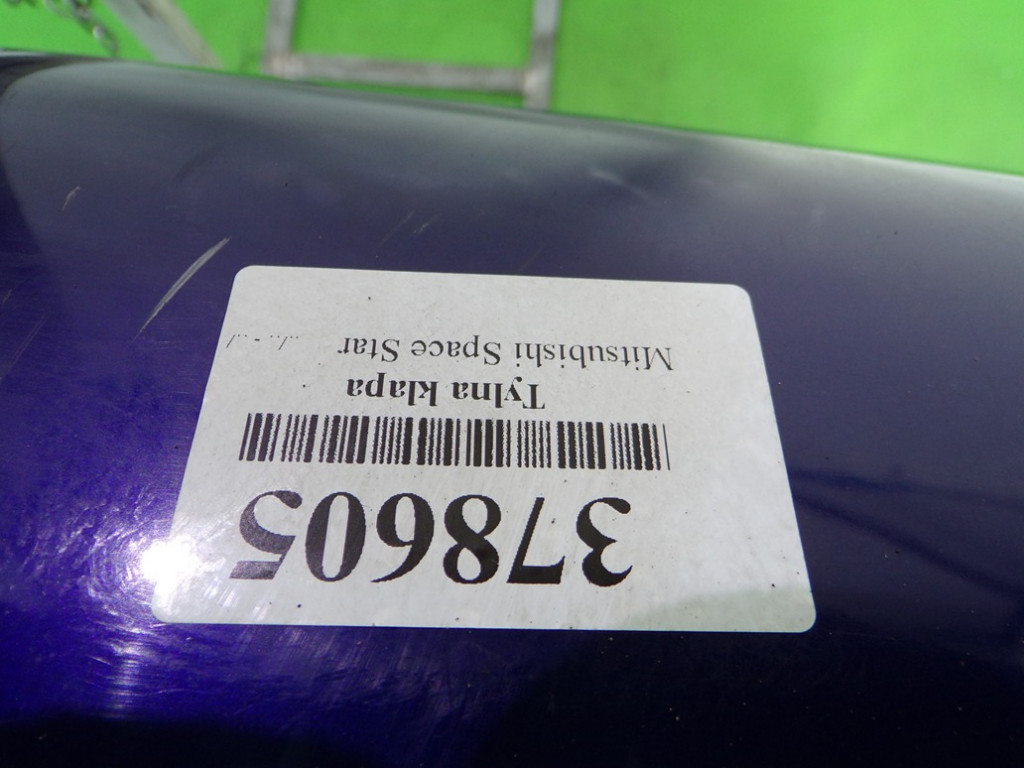 378605
Tylna klapa
Mitsubishi Space Star